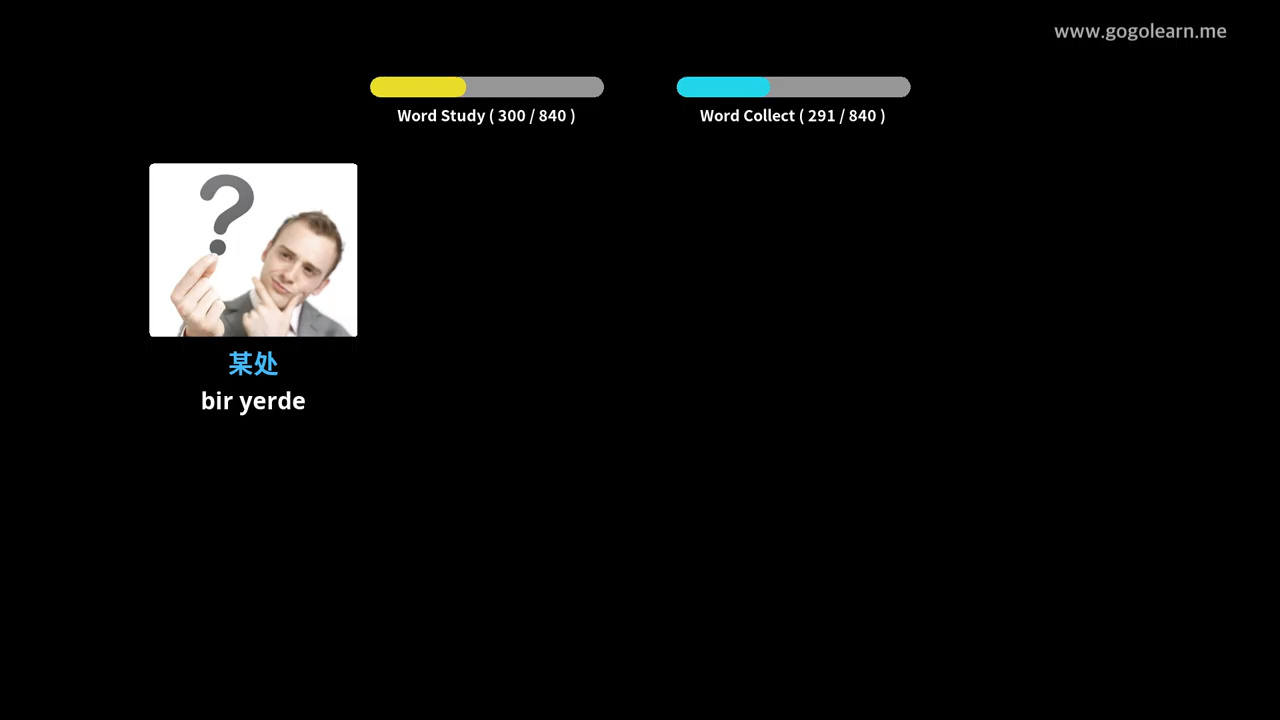 www.gogolearn.me
Word Study ( 300 / 840 )
Word Collect ( 291 / 840 )
某处
bir yerde